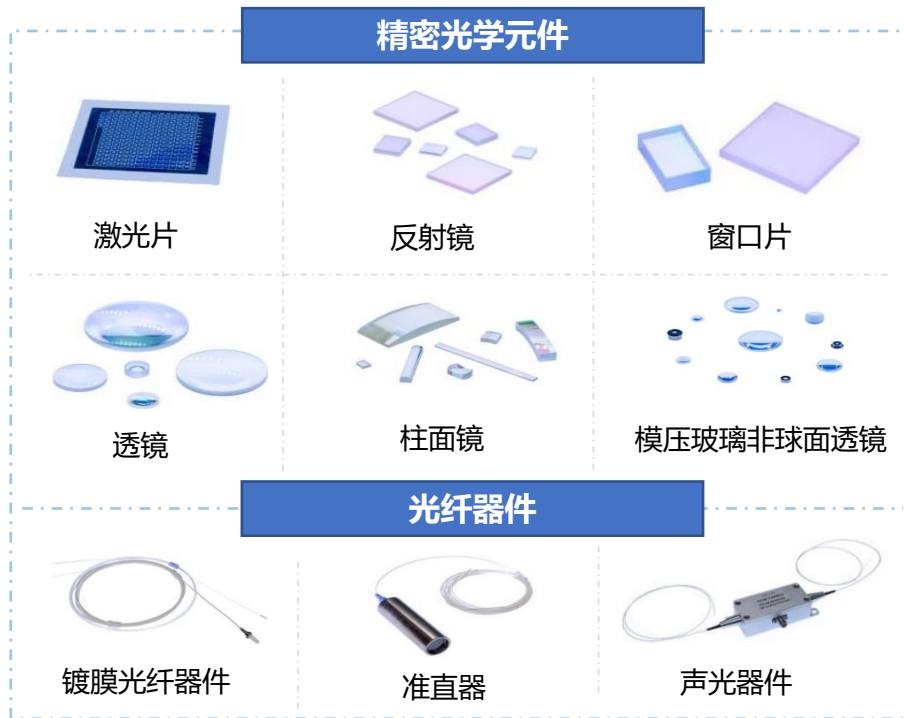 精密光学元件
激光片
反射镜
窗口片
透镜
柱面镜
模压玻璃非球面透镜
光纤器件
镀膜光纤器件
准直器
声光器件